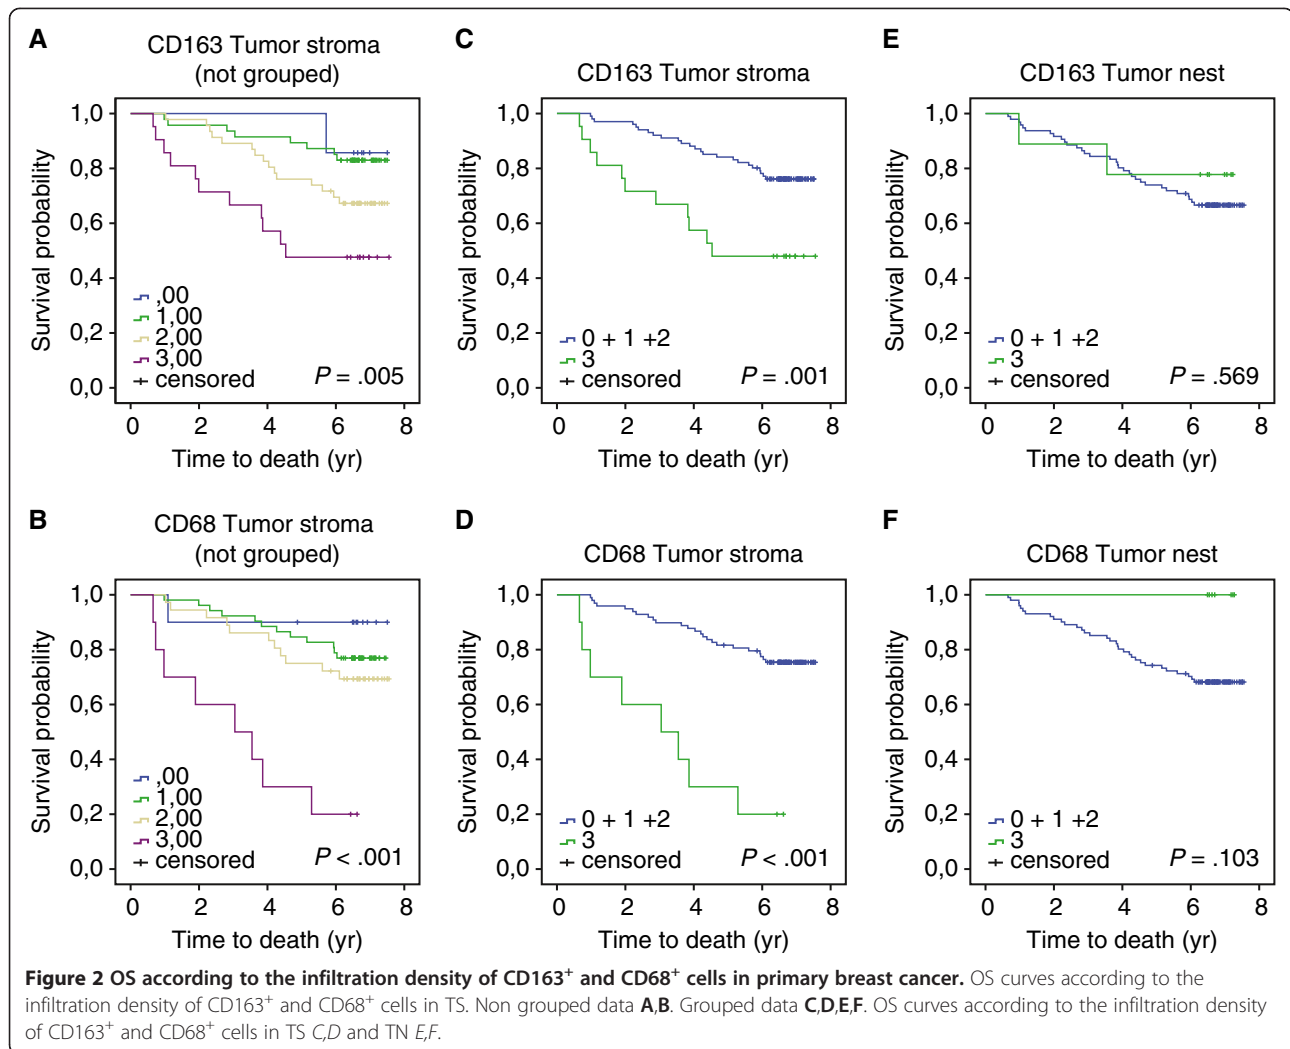 A
CD163 Tumor stroma
(not grouped)
Survival probability
1,0
0,8
0,6
0,4
0,2
0,0
,00
1,00
2,00
3,00
censored
P = .005
0 2 4 6 8
Time to death (yr)
C
CD163 Tumor stroma
Survival probability
1,0
0,8
0,6
0,4
0,2
0,0
0 + 1 +2
3
censored
P = .001
0 2 4 6 8
Time to death (yr)
E
CD163 Tumor nest
Survival probability
1,0
0,8
0,6
0,4
0,2
0,0
0 + 1 +2
3
censored
P = .569
0 2 4 6 8
Time to death (yr)
B
CD68 Tumor stroma
(not grouped)
Survival probability
1,0
0,8
0,6
0,4
0,2
0,0
,00
1,00
2,00
3,00
censored
P < .001
0 2 4 6 8
Time to death (yr)
D
CD68 Tumor stroma
Survival probability
1,0
0,8
0,6
0,4
0,2
0,0
0 + 1 +2
3
censored
P < .001
0 2 4 6 8
Time to death (yr)
F
CD68 Tumor nest
Survival probability
1,0
0,8
0,6
0,4
0,2
0,0
0 + 1 +2
3
censored
P = .103
0 2 4 6 8
Time to death (yr)
Figure 2 OS according to the infiltration density of CD163⁺ and CD68⁺ cells in primary breast cancer. OS curves according to the
infiltration density of CD163⁺ and CD68⁺ cells in TS. Non grouped data A,B. Grouped data C,D,E,F. OS curves according to the infiltration density
of CD163⁺ and CD68⁺ cells in TS C,D and TN E,F.